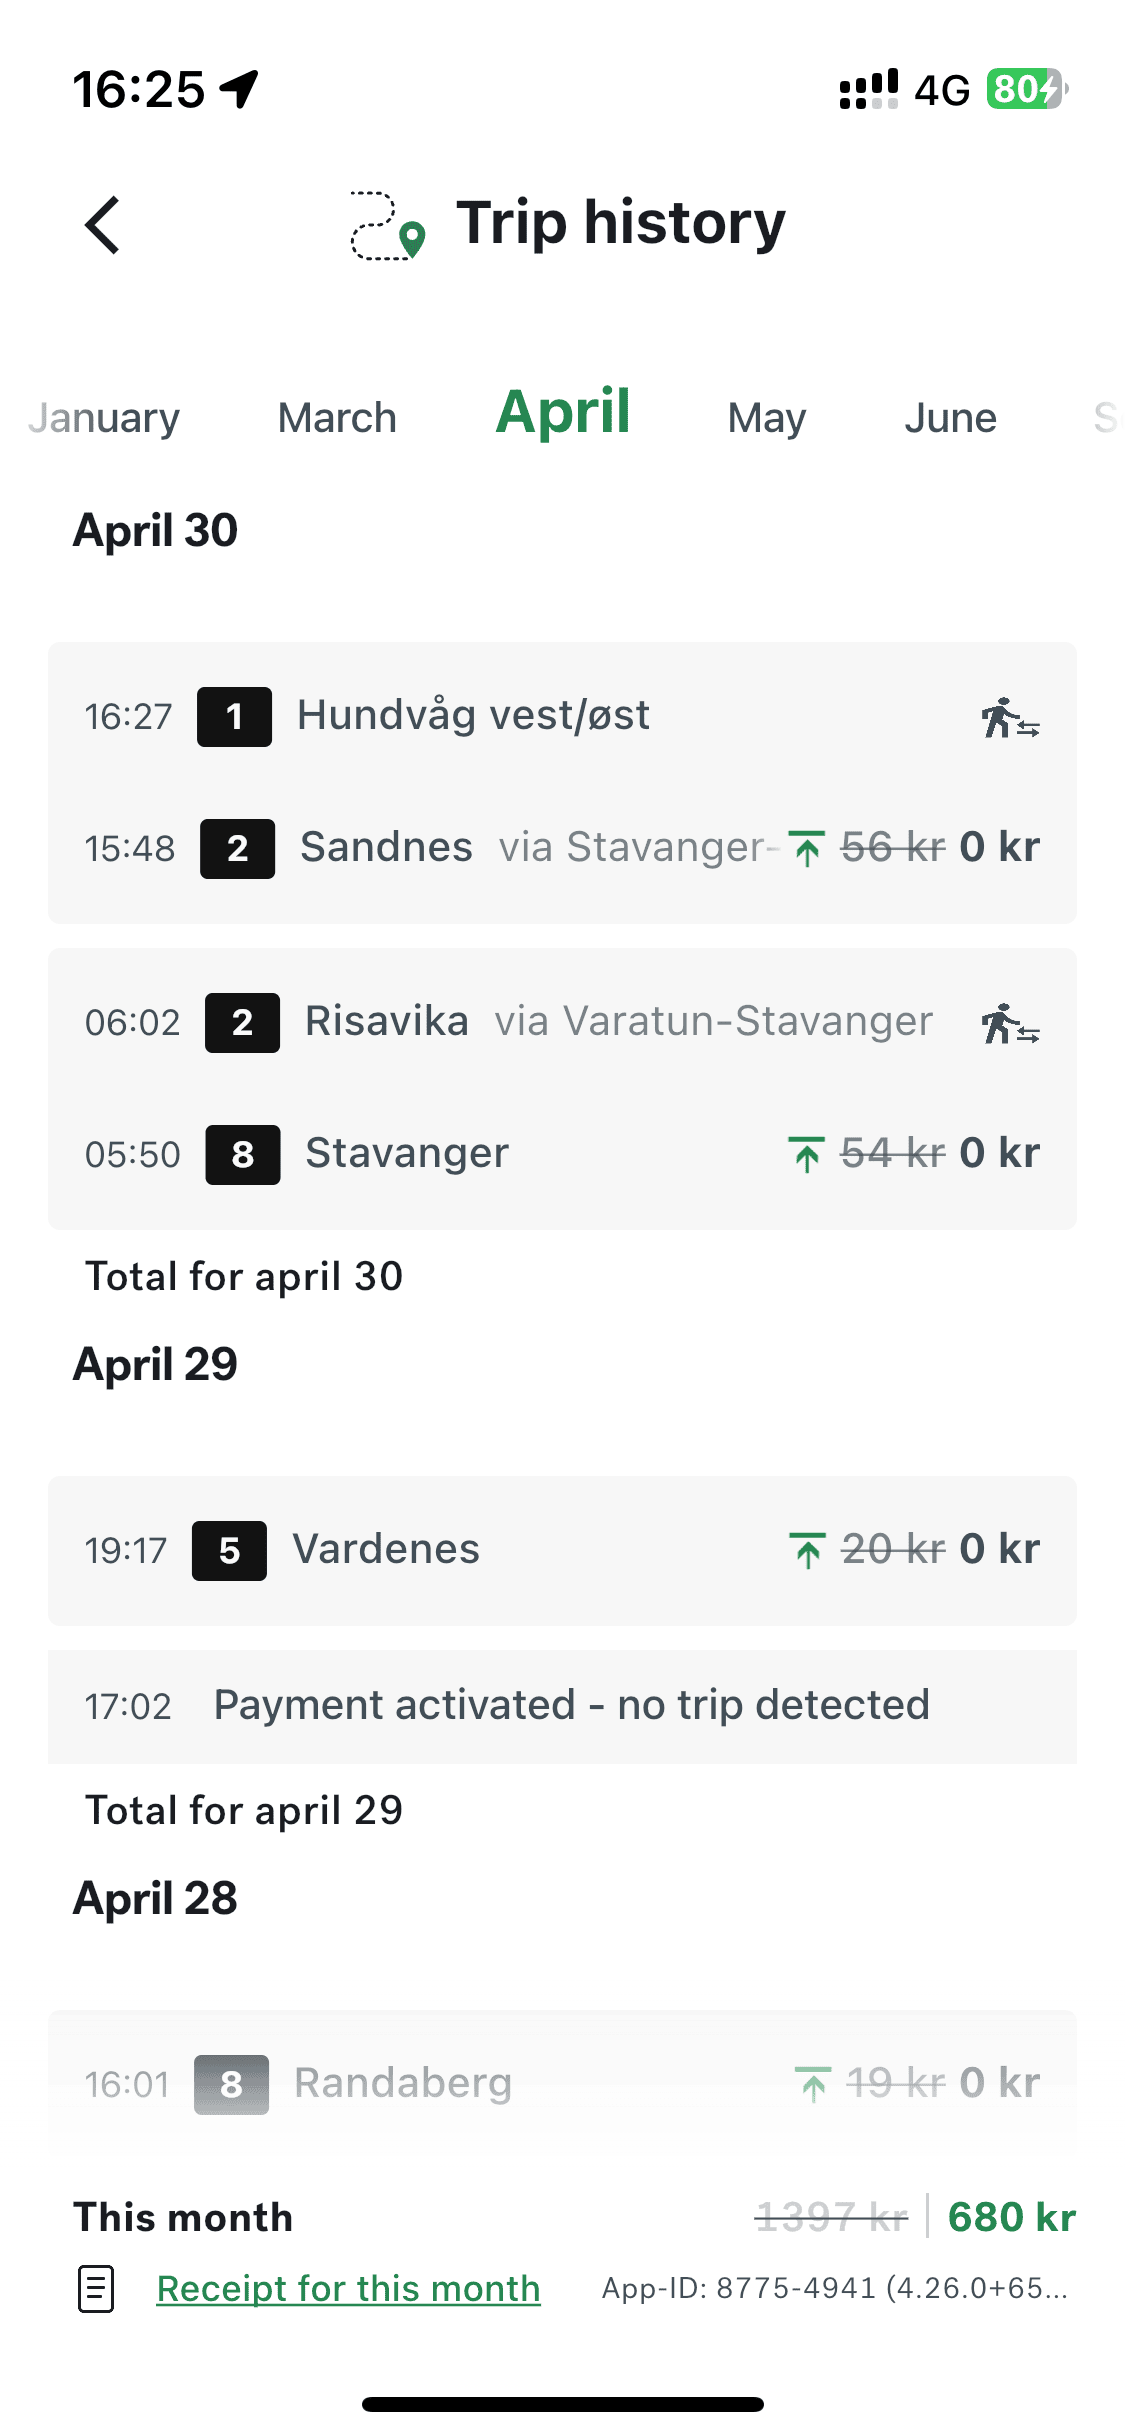 16:25 4G 80
Trip history
January March April May June S
April 30
16:27 1 Hundvåg vest/øst
15:48 2 Sandnes via Stavanger- 56 kr 0 kr
06:02 2 Risavika via Varatun-Stavanger
05:50 8 Stavanger 54 kr 0 kr
Total for april 30
April 29
19:17 5 Vardenes 20 kr 0 kr
17:02 Payment activated - no trip detected
Total for april 29
April 28
16:01 8 Randaberg 19 kr 0 kr
This month 1397 kr 680 kr
Receipt for this month App-ID: 8775-4941 (4.26.0+65...